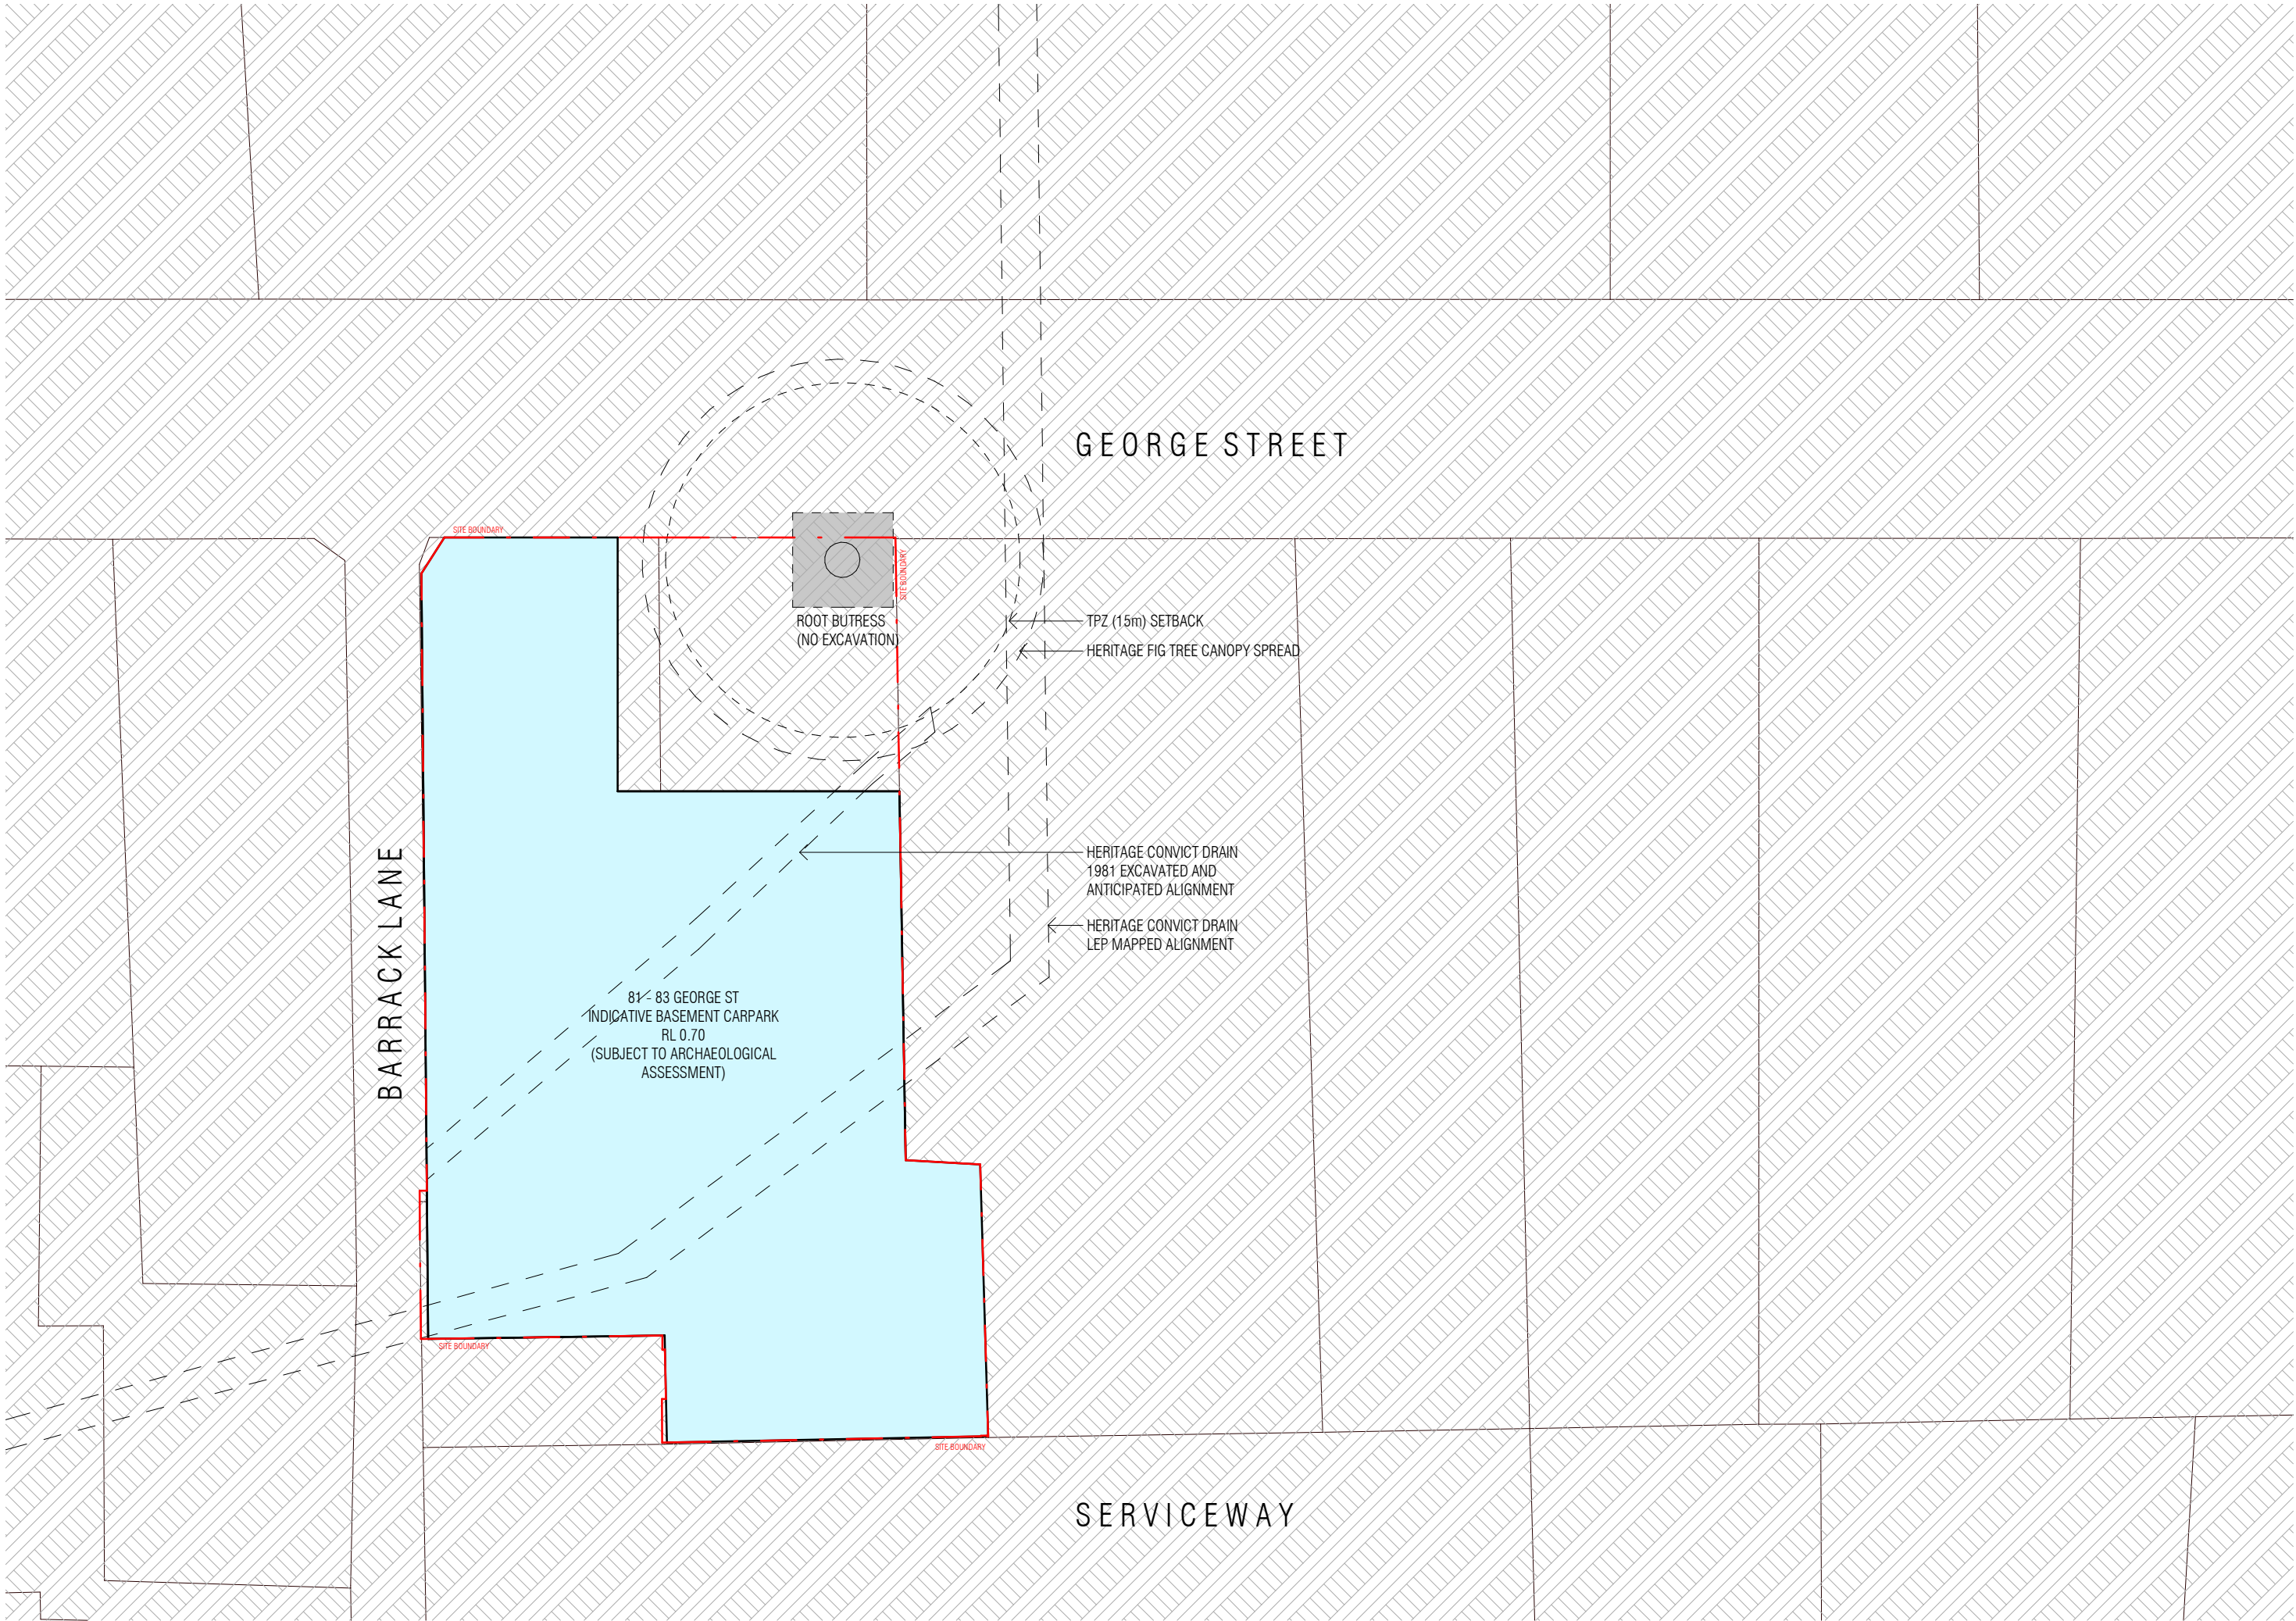 GEORGE STREET
SITE BOUNDARY
SITE BOUNDARY
ROOT BUTRESS
(NO EXCAVATION)
TPZ (15m) SETBACK
HERITAGE FIG TREE CANOPY SPREAD
BARRACK LANE
HERITAGE CONVICT DRAIN
1981 EXCAVATED AND
ANTICIPATED ALIGNMENT
HERITAGE CONVICT DRAIN
LEP MAPPED ALIGNMENT
81 - 83 GEORGE ST
INDICATIVE BASEMENT CARPARK
RL 0.70
(SUBJECT TO ARCHAEOLOGICAL
ASSESSMENT)
SITE BOUNDARY
SITE BOUNDARY
SERVICEWAY